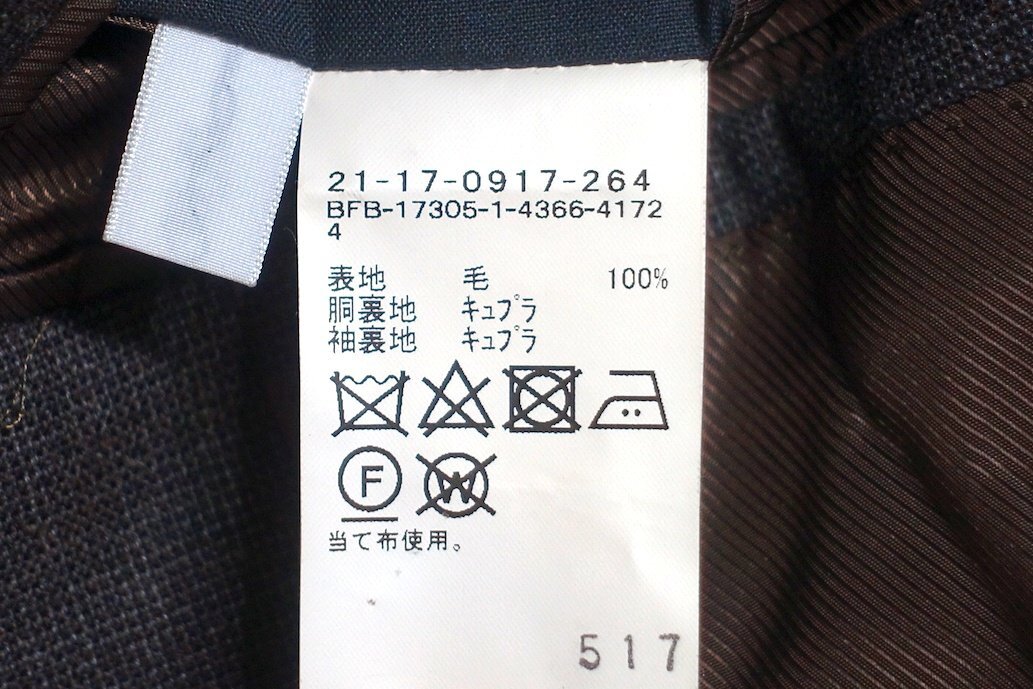 21-17-0917-264
BFB-17305-1-4366-4172
4
表地 毛 100%
胴裏地 キュプラ
袖裏地 キュプラ
F W
当て布使用。
517